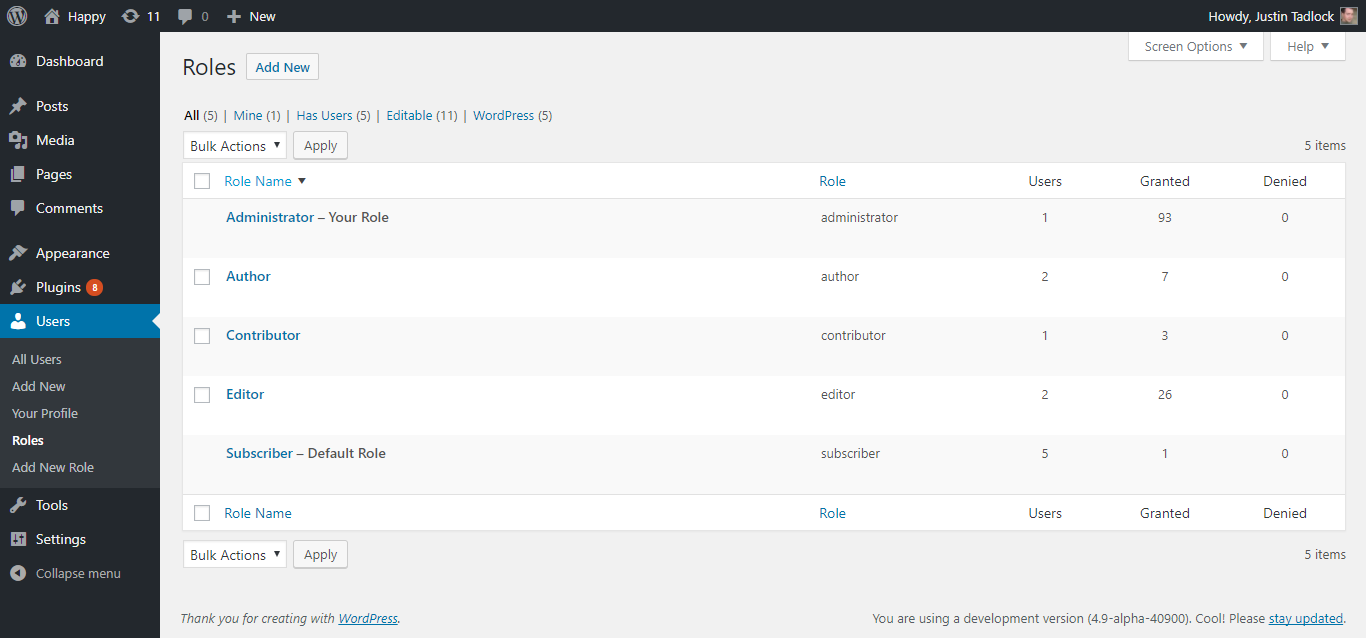 Happy 11 0 New Howdy, Justin Tadlock
Screen Options ▼ Help ▼
Dashboard
Posts
Media
Pages
Comments
Appearance
Plugins 8
Users
All Users
Add New
Your Profile
Roles
Add New Role
Tools
Settings
Collapse menu
Roles Add New
All (5) | Mine (1) | Has Users (5) | Editable (11) | WordPress (5)
Bulk Actions ▼ Apply 5 items
Role Name ▼ Role Users Granted Denied
Administrator – Your Role administrator 1 93 0
Author author 2 7 0
Contributor contributor 1 3 0
Editor editor 2 26 0
Subscriber – Default Role subscriber 5 1 0
Role Name Role Users Granted Denied
Bulk Actions ▼ Apply 5 items
Thank you for creating with WordPress. You are using a development version (4.9-alpha-40900). Cool! Please stay updated.